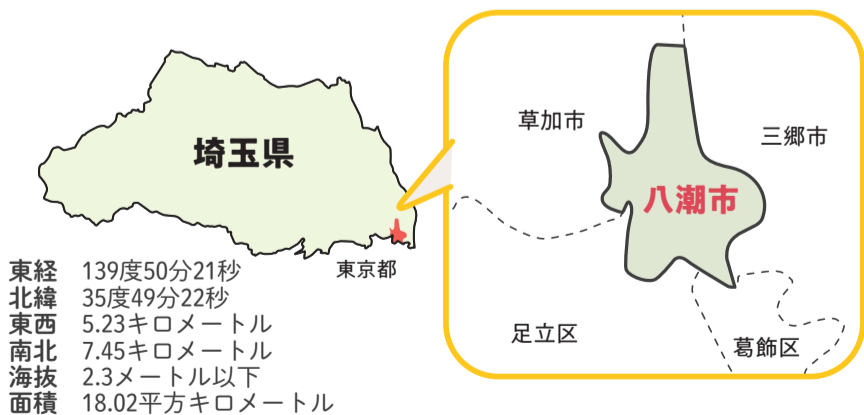 埼玉県
東京都
草加市
三郷市
八潮市
足立区
葛飾区
東経 139度50分21秒
北緯 35度49分22秒
東西 5.23キロメートル
南北 7.45キロメートル
海抜 2.3メートル以下
面積 18.02平方キロメートル